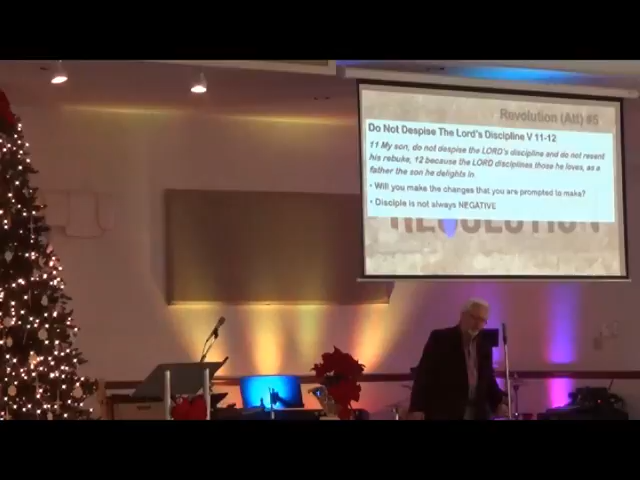 Revolution (Att) #5
Do Not Despise The Lord's Discipline V 11-12
11 My son, do not despise the LORD's discipline and do not resent
his rebuke, 12 because the LORD disciplines those he loves, as a
father the son he delights in.
• Will you make the changes that you are prompted to make?
• Disciple is not always NEGATIVE
REVOLUTION